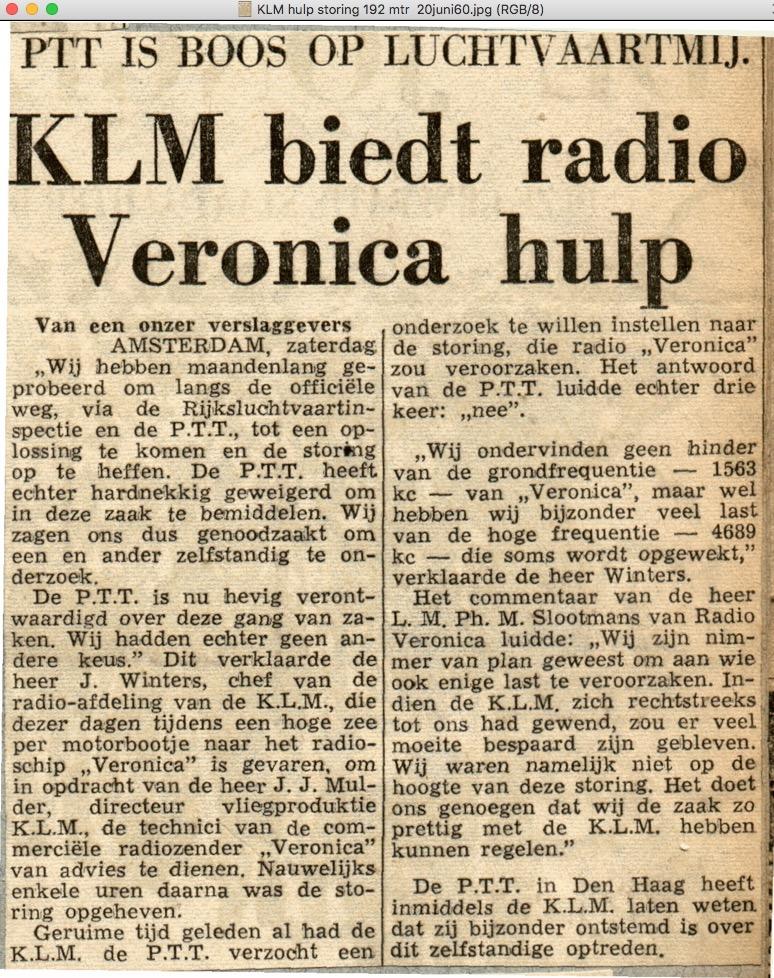 KLM hulp storing 192 mtr 20juni60.jpg (RGB/8)
PTT IS BOOS OP LUCHTVAARTMIJ.
KLM biedt radio
Veronica hulp
Van een onzer verslaggevers
AMSTERDAM, zaterdag
„Wij hebben maandenlang ge-
probeerd om langs de officiële
weg, via de Rijksluchtvaartin-
spectie en de P.T.T., tot een op-
lossing te komen en de storing
op te heffen. De P.T.T. heeft
echter hardnekkig geweigerd om
in deze zaak te bemiddelen. Wij
zagen ons dus genoodzaakt om
een en ander zelfstandig te on-
derzoek.
De P.T.T. is nu hevig veront-
waardigd over deze gang van za-
ken. Wij hadden echter geen an-
dere keus.” Dit verklaarde de
heer J. Winters, chef van de
radio-afdeling van de K.L.M., die
dezer dagen tijdens een hoge zee
per motorbootje naar het radio-
schip „Veronica” is gevaren, om
in opdracht van de heer J. J. Mul-
der, directeur vliegproduktie
K.L.M., de technici van de com-
merciële radiozender „Veronica”
van advies te dienen. Nauwelijks
enkele uren daarna was de sto-
ring opgeheven.
Geruime tijd geleden al had de
K.L.M. de P.T.T. verzocht een
onderzoek te willen instellen naar
de storing, die radio „Veronica”
zou veroorzaken. Het antwoord
van de P.T.T. luidde echter drie
keer: „nee”.
„Wij ondervinden geen hinder
van de grondfrequentie — 1563
kc — van „Veronica”, maar wel
hebben wij bijzonder veel last
van de hoge frequentie — 4689
kc — die soms wordt opgewekt,”
verklaarde de heer Winters.
Het commentaar van de heer
L. M. Ph. M. Slootmans van Radio
Veronica luidde: „Wij zijn nim-
mer van plan geweest om aan wie
ook enige last te veroorzaken. In-
dien de K.L.M. zich rechtstreeks
tot ons had gewend, zou er veel
moeite bespaard zijn gebleven.
Wij waren namelijk niet op de
hoogte van deze storing. Het doet
ons genoegen dat wij de zaak zo
prettig met de K.L.M. hebben
kunnen regelen.”
De P.T.T. in Den Haag heeft
inmiddels de K.L.M. laten weten
dat zij bijzonder ontstemd is over
dit zelfstandige optreden.